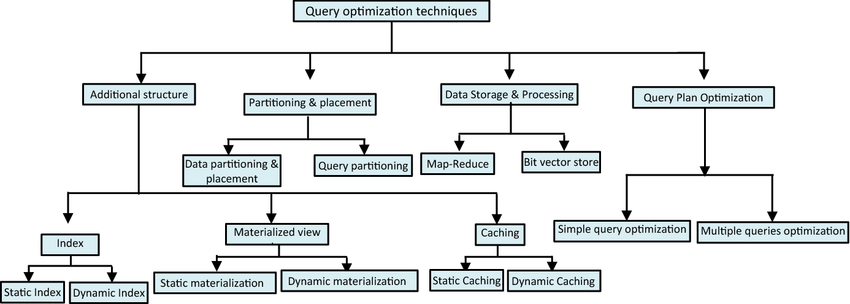 Query optimization techniques
Additional structure
Partitioning & placement
Data Storage & Processing
Query Plan Optimization
Data partitioning &
placement
Query partitioning
Map-Reduce
Bit vector store
Index
Materialized view
Caching
Simple query optimization
Multiple queries optimization
Static Index
Dynamic Index
Static materialization
Dynamic materialization
Static Caching
Dynamic Caching